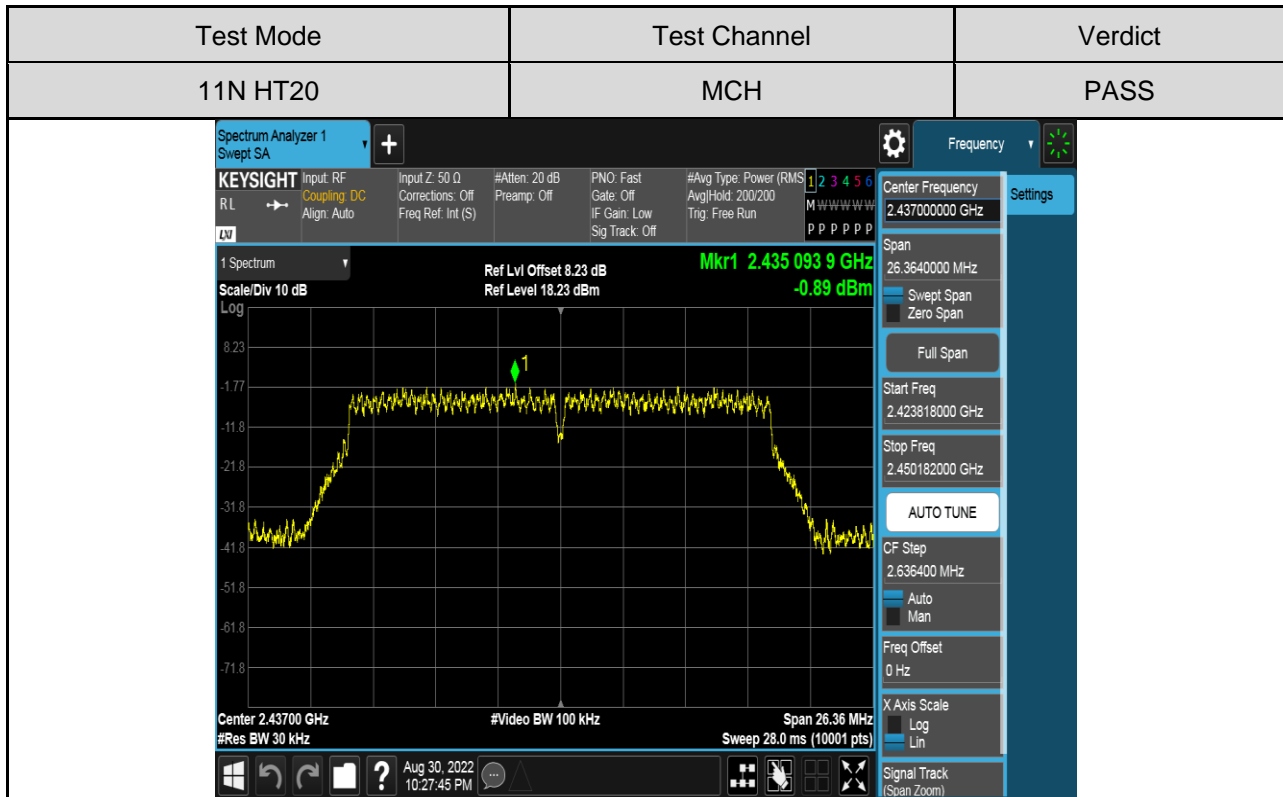 Test Mode Test Channel Verdict
11N HT20 MCH PASS
Spectrum Analyzer 1
Swept SA
+
Frequency
KEYSIGHT
RL
LXI
Input: RF
Coupling: DC
Align: Auto
Input Z: 50 Ω
Corrections: Off
Freq Ref: Int (S)
#Atten: 20 dB
Preamp: Off
PNO: Fast
Gate: Off
IF Gain: Low
Sig Track: Off
#Avg Type: Power (RMS
Avg|Hold: 200/200
Trig: Free Run
1 2 3 4 5 6
M W W W W W
P P P P P P
1 Spectrum
Scale/Div 10 dB
Ref Lvl Offset 8.23 dB
Ref Level 18.23 dBm
Mkr1 2.435 093 9 GHz
-0.89 dBm
Log
8.23
-1.77
-11.8
-21.8
-31.8
-41.8
-51.8
-61.8
-71.8
1
Center 2.43700 GHz
#Res BW 30 kHz
#Video BW 100 kHz
Span 26.36 MHz
Sweep 28.0 ms (10001 pts)
Center Frequency
2.437000000 GHz
Settings
Span
26.3640000 MHz
Swept Span
Zero Span
Full Span
Start Freq
2.423818000 GHz
Stop Freq
2.450182000 GHz
AUTO TUNE
CF Step
2.636400 MHz
Auto
Man
Freq Offset
0 Hz
X Axis Scale
Log
Lin
Signal Track
(Span Zoom)
?
Aug 30, 2022
10:27:45 PM